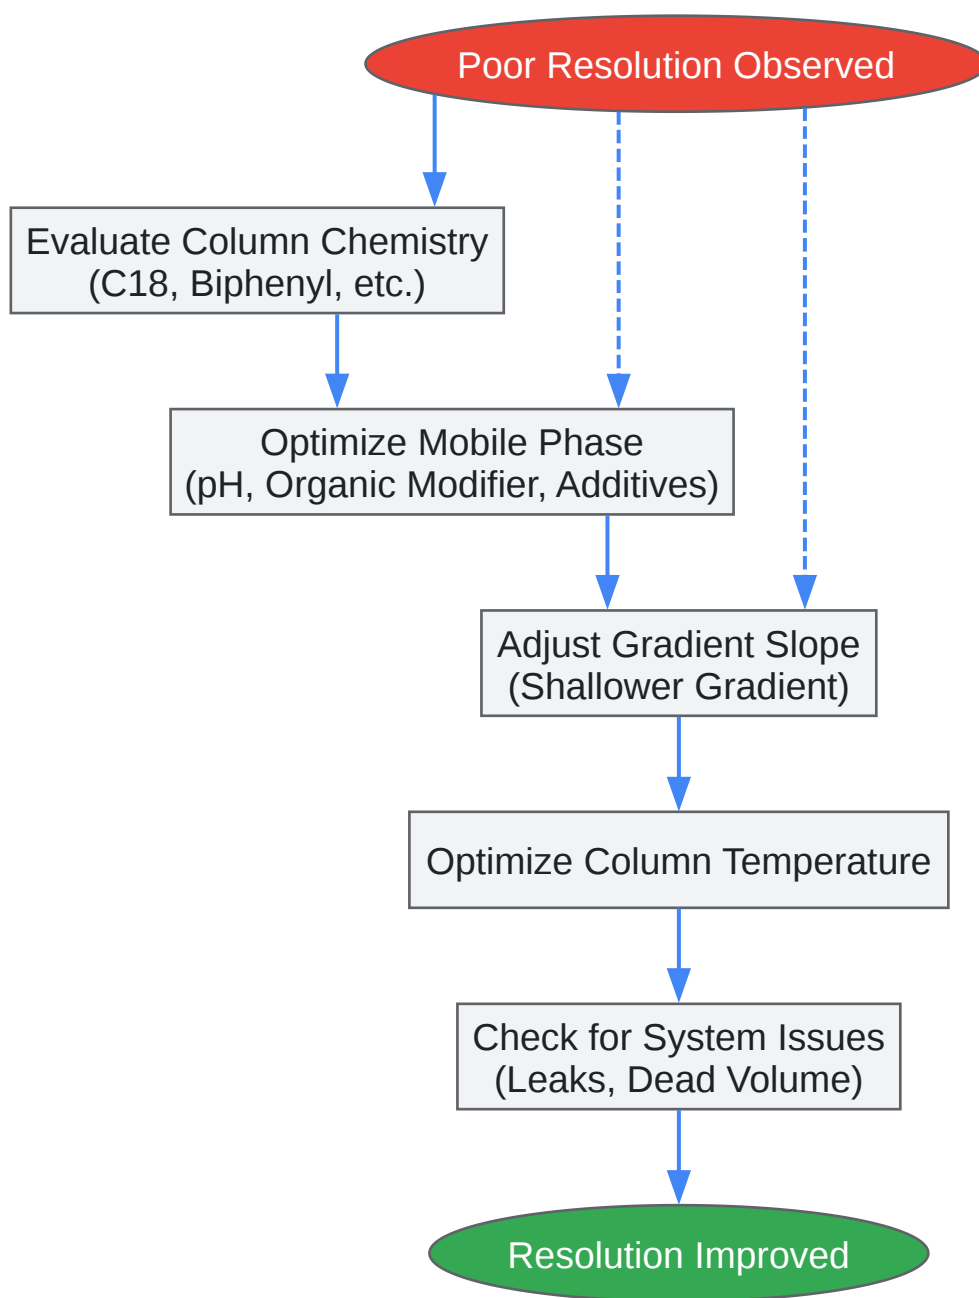 Poor Resolution Observed
Evaluate Column Chemistry
(C18, Biphenyl, etc.)
Optimize Mobile Phase
(pH, Organic Modifier, Additives)
Adjust Gradient Slope
(Shallower Gradient)
Optimize Column Temperature
Check for System Issues
(Leaks, Dead Volume)
Resolution Improved